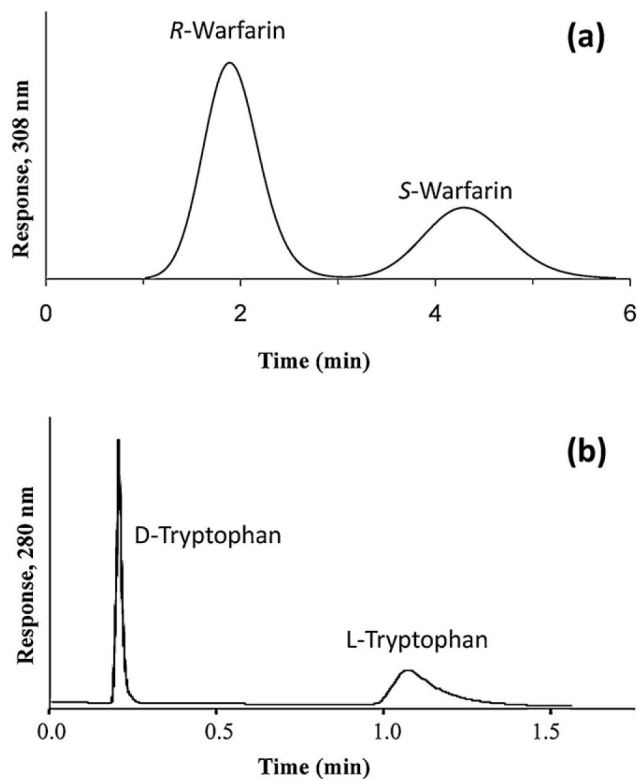 (a)
R-Warfarin
S-Warfarin
Response, 308 nm
0 2 4 6
Time (min)
(b)
D-Tryptophan
L-Tryptophan
Response, 280 nm
0.0 0.5 1.0 1.5
Time (min)